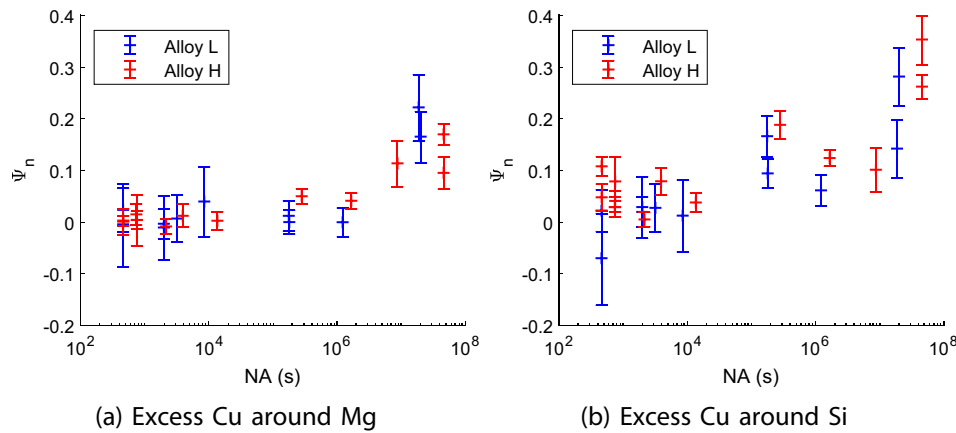 0.4
0.3
0.2
0.1
0
-0.1
-0.2
Ψn
Alloy L
Alloy H
10^2
10^4
10^6
10^8
NA (s)
(a) Excess Cu around Mg
0.4
0.3
0.2
0.1
0
-0.1
-0.2
Ψn
Alloy L
Alloy H
10^2
10^4
10^6
10^8
NA (s)
(b) Excess Cu around Si